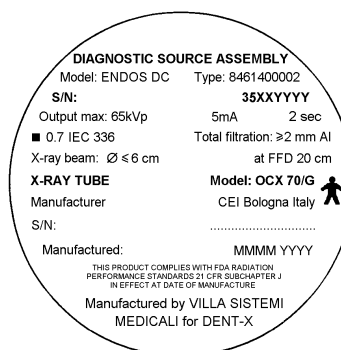 DIAGNOSTIC SOURCE ASSEMBLY
Model: ENDOS DC Type: 8461400002
S/N: 35XXYYYY
Output max: 65kVp 5mA 2 sec
■ 0.7 IEC 336 Total filtration: ≥2 mm Al
X-ray beam: Ø ≤ 6 cm at FFD 20 cm
X-RAY TUBE Model: OCX 70/G
Manufacturer CEI Bologna Italy
S/N: ..............................
Manufactured: MMMM YYYY
THIS PRODUCT COMPLIES WITH FDA RADIATION
PERFORMANCE STANDARDS 21 CFR SUBCHAPTER J
IN EFFECT AT DATE OF MANUFACTURE
Manufactured by VILLA SISTEMI
MEDICALI for DENT-X